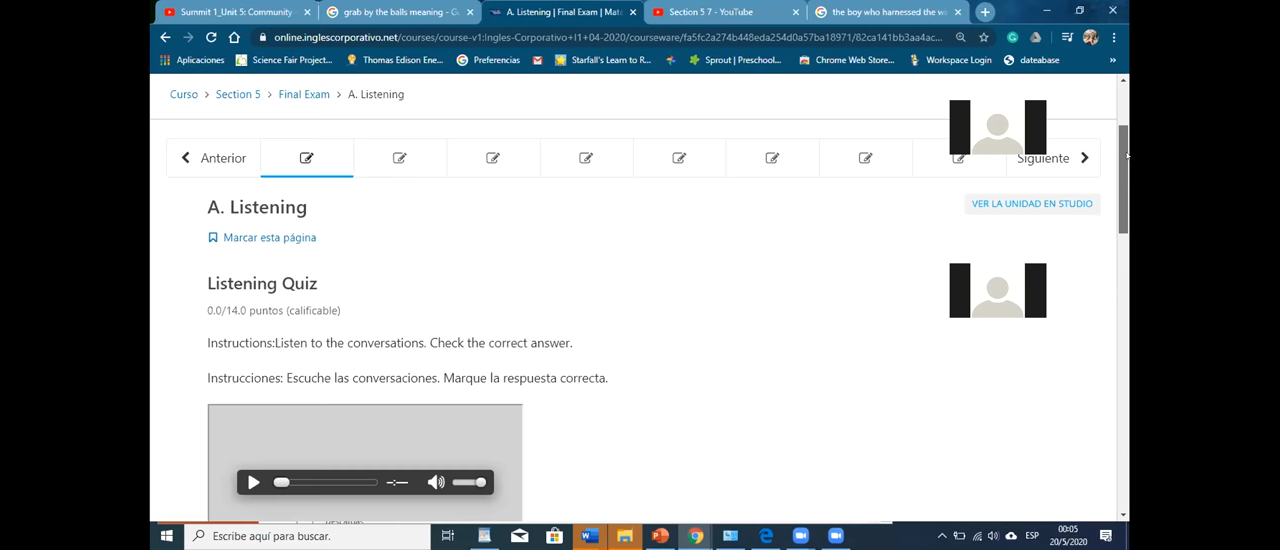 Summit 1_Unit 5: Community
grab by the balls meaning - G
A. Listening | Final Exam | Mat
Section 5 7 - YouTube
the boy who harnessed the w
online.inglescorporativo.net/courses/course-v1:Ingles-Corporativo+I1+04-2020/courseware/fa5fc2a274b448eda254d0a57ba18971/82ca141bb3aa4ac...
Aplicaciones
Science Fair Project...
Thomas Edison Ene...
Preferencias
Starfall's Learn to R...
Sprout | Preschool...
Chrome Web Store...
Workspace Login
dateabase
»
Curso > Section 5 > Final Exam > A. Listening
Anterior
Siguiente
A. Listening
VER LA UNIDAD EN STUDIO
Marcar esta página
Listening Quiz
0.0/14.0 puntos (calificable)
Instructions:Listen to the conversations. Check the correct answer.
Instrucciones: Escuche las conversaciones. Marque la respuesta correcta.
-:--
Escribe aquí para buscar.
ESP
00:05
20/5/2020